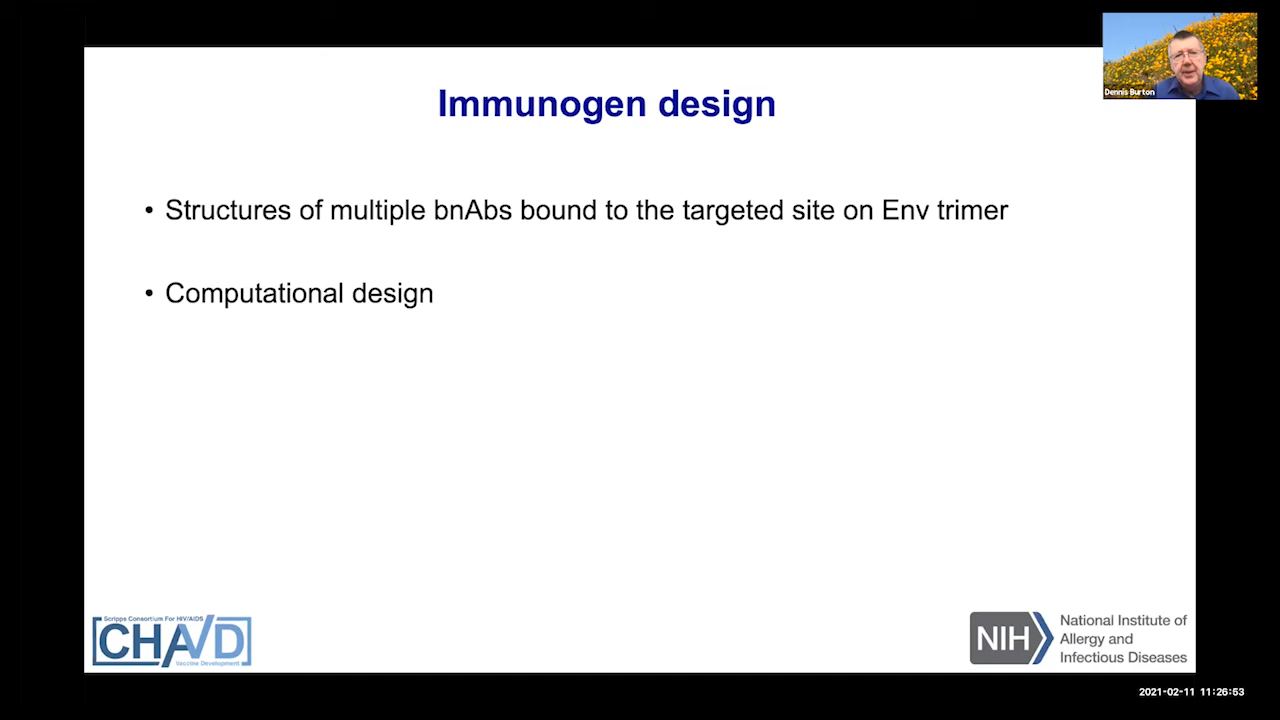 Dennis Burton
Immunogen design
• Structures of multiple bnAbs bound to the targeted site on Env trimer
• Computational design
Scripps Consortium For HIV/AIDS
CHAVD
Vaccine Development
NIH
National Institute of
Allergy and
Infectious Diseases
2021-02-11 11:26:53